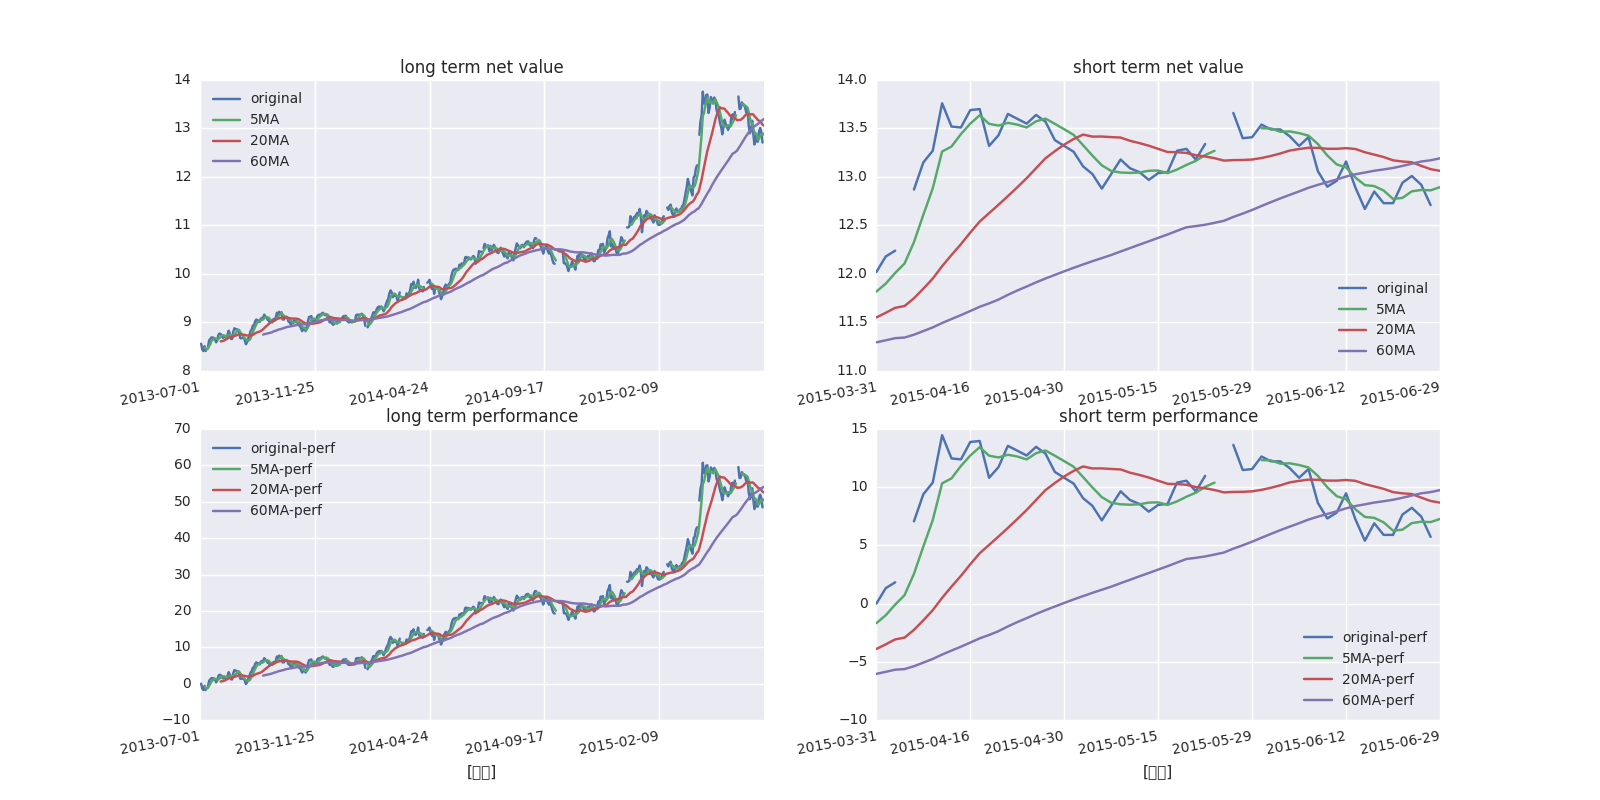 long term net value
14
13
12
11
10
9
8
original
5MA
20MA
60MA
2013-07-01
2013-11-25
2014-04-24
2014-09-17
2015-02-09
short term net value
14.0
13.5
13.0
12.5
12.0
11.5
11.0
original
5MA
20MA
60MA
2015-03-31
2015-04-16
2015-04-30
2015-05-15
2015-05-29
2015-06-12
2015-06-29
long term performance
70
60
50
40
30
20
10
0
−10
original-perf
5MA-perf
20MA-perf
60MA-perf
2013-07-01
2013-11-25
2014-04-24
2014-09-17
2015-02-09
short term performance
15
10
5
0
−5
−10
original-perf
5MA-perf
20MA-perf
60MA-perf
2015-03-31
2015-04-16
2015-04-30
2015-05-15
2015-05-29
2015-06-12
2015-06-29